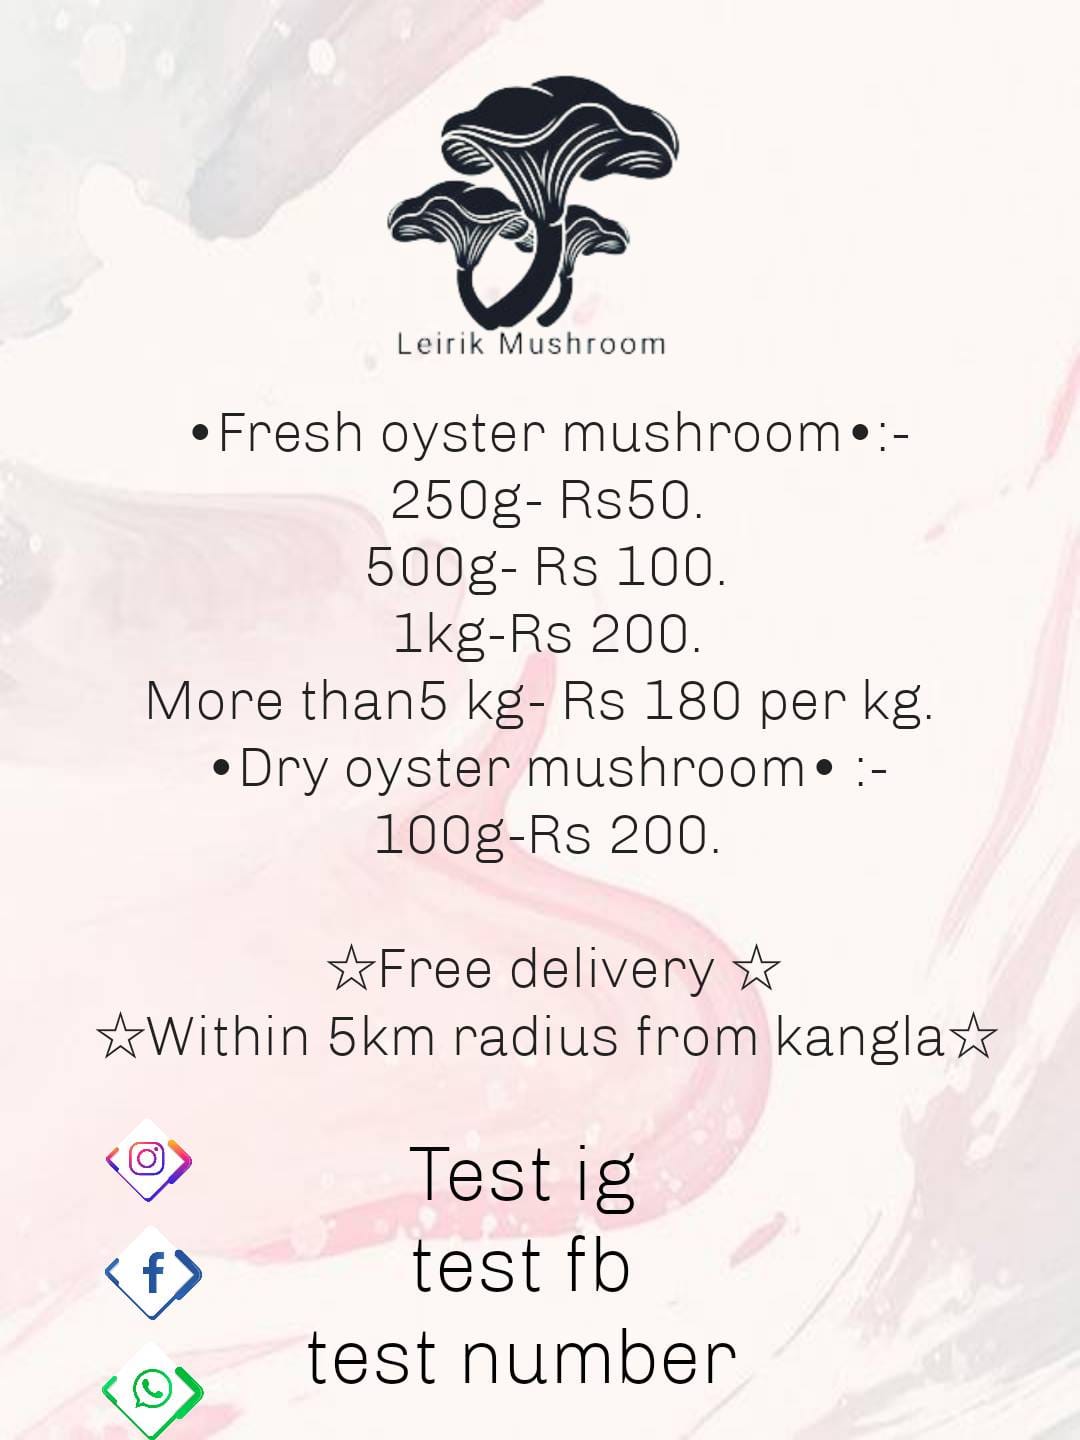 Leirik Mushroom
•Fresh oyster mushroom•:-
250g- Rs50.
500g- Rs 100.
1kg-Rs 200.
More than5 kg- Rs 180 per kg.
•Dry oyster mushroom• :-
100g-Rs 200.
☆Free delivery ☆
☆Within 5km radius from kangla☆
Test ig
test fb
test number